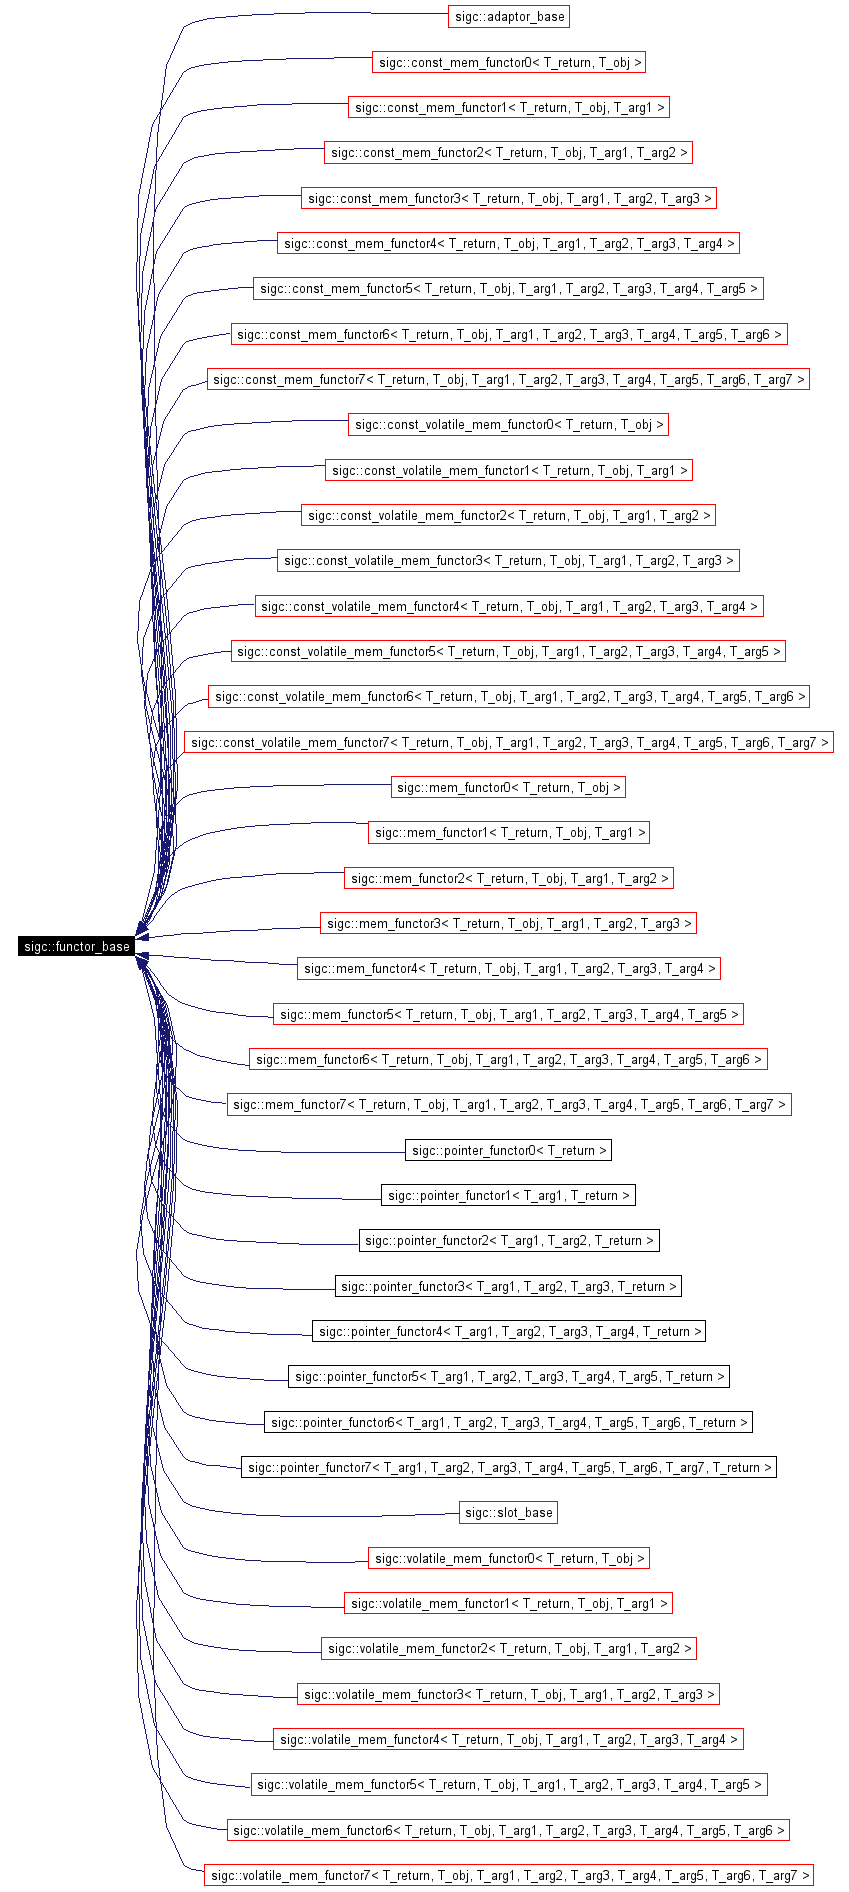 sigc::adaptor_base
sigc::const_mem_functor0< T_return, T_obj >
sigc::const_mem_functor1< T_return, T_obj, T_arg1 >
sigc::const_mem_functor2< T_return, T_obj, T_arg1, T_arg2 >
sigc::const_mem_functor3< T_return, T_obj, T_arg1, T_arg2, T_arg3 >
sigc::const_mem_functor4< T_return, T_obj, T_arg1, T_arg2, T_arg3, T_arg4 >
sigc::const_mem_functor5< T_return, T_obj, T_arg1, T_arg2, T_arg3, T_arg4, T_arg5 >
sigc::const_mem_functor6< T_return, T_obj, T_arg1, T_arg2, T_arg3, T_arg4, T_arg5, T_arg6 >
sigc::const_mem_functor7< T_return, T_obj, T_arg1, T_arg2, T_arg3, T_arg4, T_arg5, T_arg6, T_arg7 >
sigc::const_volatile_mem_functor0< T_return, T_obj >
sigc::const_volatile_mem_functor1< T_return, T_obj, T_arg1 >
sigc::const_volatile_mem_functor2< T_return, T_obj, T_arg1, T_arg2 >
sigc::const_volatile_mem_functor3< T_return, T_obj, T_arg1, T_arg2, T_arg3 >
sigc::const_volatile_mem_functor4< T_return, T_obj, T_arg1, T_arg2, T_arg3, T_arg4 >
sigc::const_volatile_mem_functor5< T_return, T_obj, T_arg1, T_arg2, T_arg3, T_arg4, T_arg5 >
sigc::const_volatile_mem_functor6< T_return, T_obj, T_arg1, T_arg2, T_arg3, T_arg4, T_arg5, T_arg6 >
sigc::const_volatile_mem_functor7< T_return, T_obj, T_arg1, T_arg2, T_arg3, T_arg4, T_arg5, T_arg6, T_arg7 >
sigc::mem_functor0< T_return, T_obj >
sigc::mem_functor1< T_return, T_obj, T_arg1 >
sigc::mem_functor2< T_return, T_obj, T_arg1, T_arg2 >
sigc::mem_functor3< T_return, T_obj, T_arg1, T_arg2, T_arg3 >
sigc::functor_base
sigc::mem_functor4< T_return, T_obj, T_arg1, T_arg2, T_arg3, T_arg4 >
sigc::mem_functor5< T_return, T_obj, T_arg1, T_arg2, T_arg3, T_arg4, T_arg5 >
sigc::mem_functor6< T_return, T_obj, T_arg1, T_arg2, T_arg3, T_arg4, T_arg5, T_arg6 >
sigc::mem_functor7< T_return, T_obj, T_arg1, T_arg2, T_arg3, T_arg4, T_arg5, T_arg6, T_arg7 >
sigc::pointer_functor0< T_return >
sigc::pointer_functor1< T_arg1, T_return >
sigc::pointer_functor2< T_arg1, T_arg2, T_return >
sigc::pointer_functor3< T_arg1, T_arg2, T_arg3, T_return >
sigc::pointer_functor4< T_arg1, T_arg2, T_arg3, T_arg4, T_return >
sigc::pointer_functor5< T_arg1, T_arg2, T_arg3, T_arg4, T_arg5, T_return >
sigc::pointer_functor6< T_arg1, T_arg2, T_arg3, T_arg4, T_arg5, T_arg6, T_return >
sigc::pointer_functor7< T_arg1, T_arg2, T_arg3, T_arg4, T_arg5, T_arg6, T_arg7, T_return >
sigc::slot_base
sigc::volatile_mem_functor0< T_return, T_obj >
sigc::volatile_mem_functor1< T_return, T_obj, T_arg1 >
sigc::volatile_mem_functor2< T_return, T_obj, T_arg1, T_arg2 >
sigc::volatile_mem_functor3< T_return, T_obj, T_arg1, T_arg2, T_arg3 >
sigc::volatile_mem_functor4< T_return, T_obj, T_arg1, T_arg2, T_arg3, T_arg4 >
sigc::volatile_mem_functor5< T_return, T_obj, T_arg1, T_arg2, T_arg3, T_arg4, T_arg5 >
sigc::volatile_mem_functor6< T_return, T_obj, T_arg1, T_arg2, T_arg3, T_arg4, T_arg5, T_arg6 >
sigc::volatile_mem_functor7< T_return, T_obj, T_arg1, T_arg2, T_arg3, T_arg4, T_arg5, T_arg6, T_arg7 >